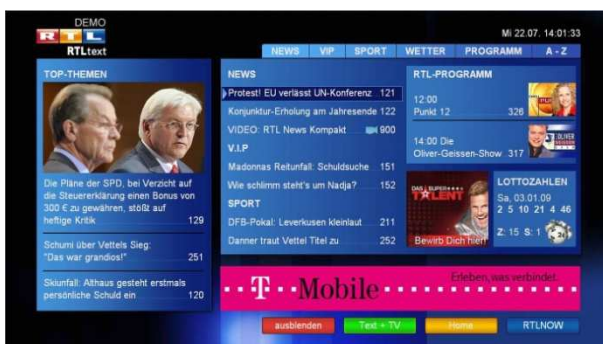 DEMO
RTL
RTLtext
Mi 22.07. 14:01:33
NEWS VIP SPORT WETTER PROGRAMM A - Z
TOP-THEMEN
Die Pläne der SPD, bei Verzicht auf
die Steuererklärung einen Bonus von
300 € zu gewähren, stößt auf
heftige Kritik 129
Schumi über Vettels Sieg:
"Das war grandios!" 251
Skiunfall: Althaus gesteht erstmals
persönliche Schuld ein 120
NEWS
Protest! EU verlässt UN-Konferenz 121
Konjunktur-Erholung am Jahresende 122
VIDEO: RTL News Kompakt 900
V.I.P
Madonnas Reitunfall: Schuldsuche 151
Wie schlimm steht's um Nadja? 152
SPORT
DFB-Pokal: Leverkusen kleinlaut 211
Danner traut Vettel Titel zu 252
RTL-PROGRAMM
12:00
Punkt 12 326
14:00 Die
Oliver-Geissen-Show 317
DAS SUPER
TALENT
Bewirb Dich hier!
LOTTOZAHLEN
Sa, 03.01.09
2 5 10 21 4 46
Z: 15 S: 1
T Mobile
Erleben, was verbindet.
ausblenden Text + TV Home RTLNOW